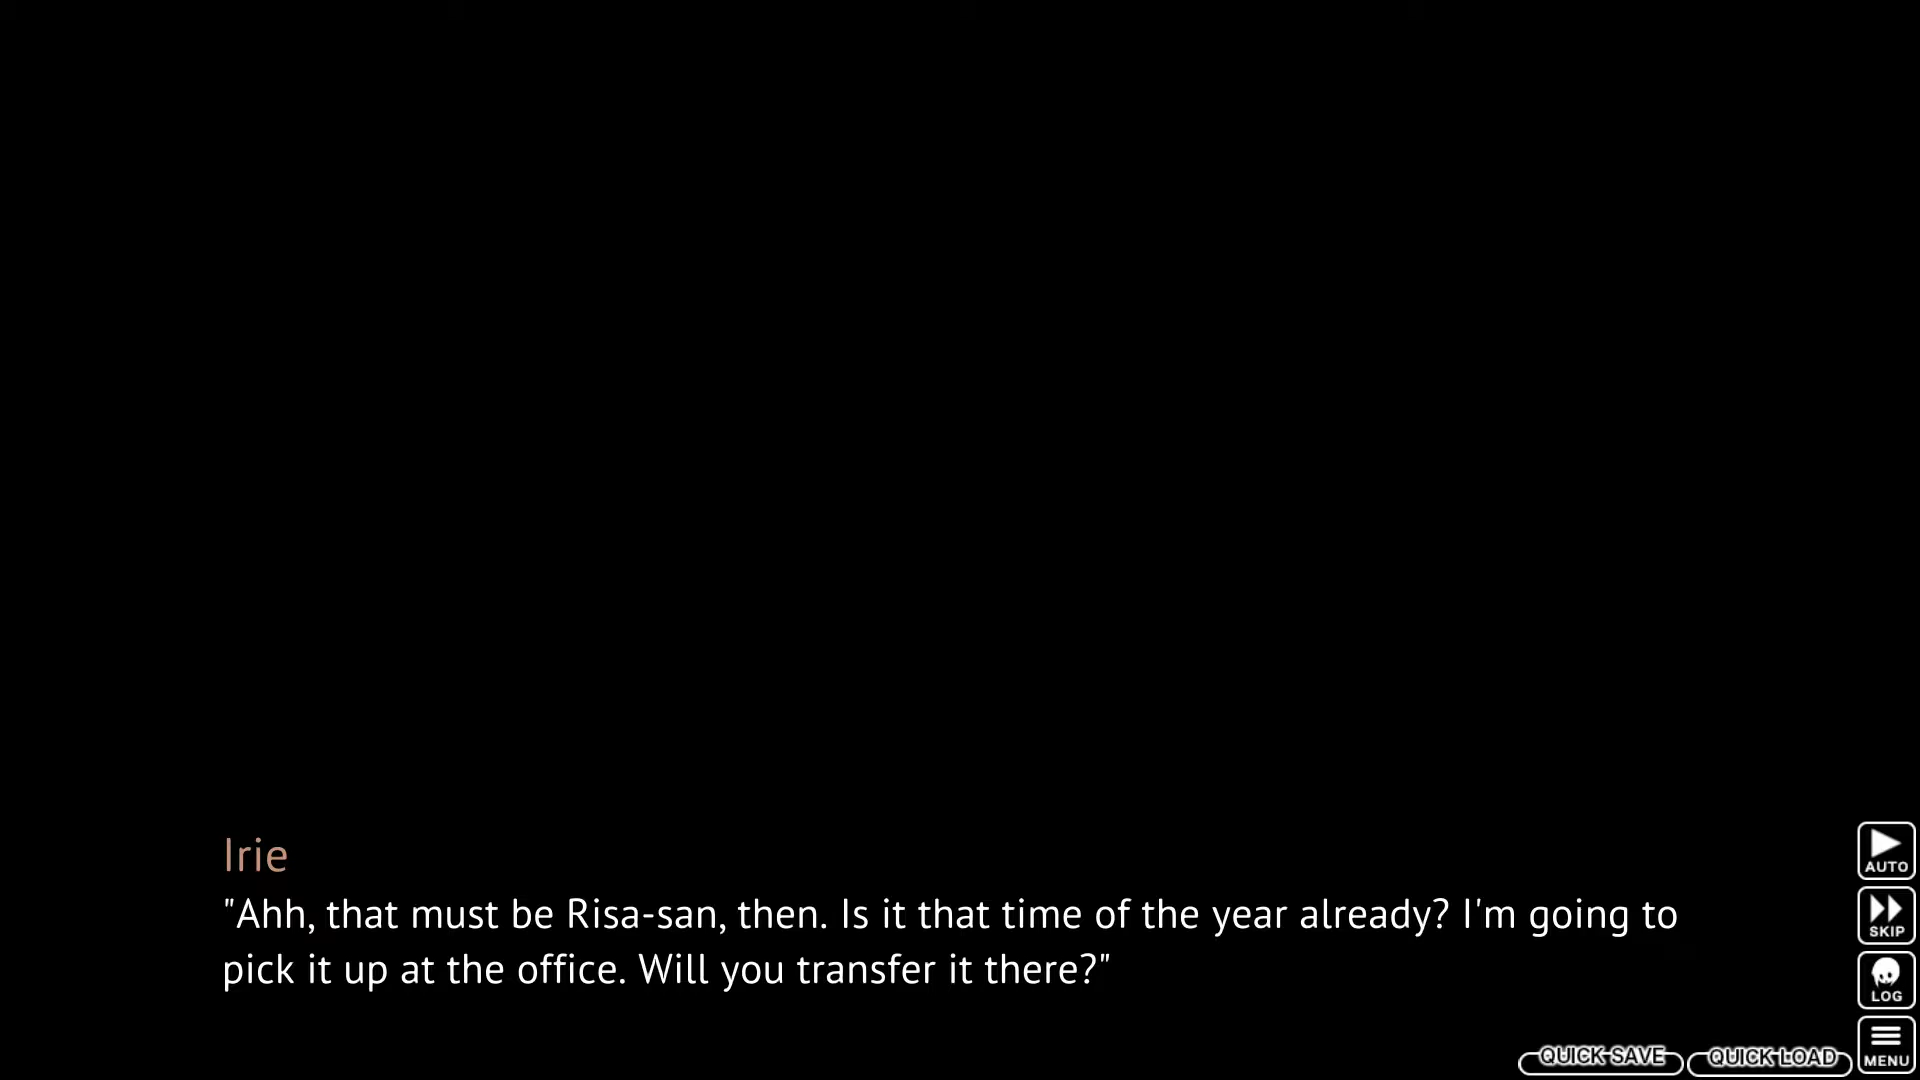 Irie
"Ahh, that must be Risa-san, then. Is it that time of the year already? I'm going to
pick it up at the office. Will you transfer it there?"
AUTO
SKIP
LOG
MENU
QUICK SAVE
QUICK LOAD